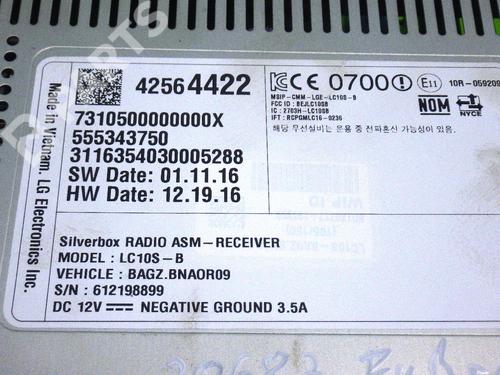 42564422
7310500000000X
555343750
3116354030005288
SW Date: 01.11.16
HW Date: 12.19.16
Made in Vietnam. LG Electronics Inc.
CE 0700
E11
10R-059209
MSIP-CMM-LGE-LC10S-B
FCC ID : BEJLC10SB
IC : 2703H-LC10SB
IFT : RCPGMLC16-0236
NOM
NYCE
해당 무선설비는 운용 중 전파혼신 가능성이
Silverbox RADIO ASM-RECEIVER
MODEL : LC10S-B
VEHICLE : BAGZ.BNAOR09
S/N : 612198899
DC 12V NEGATIVE GROUND 3.5A